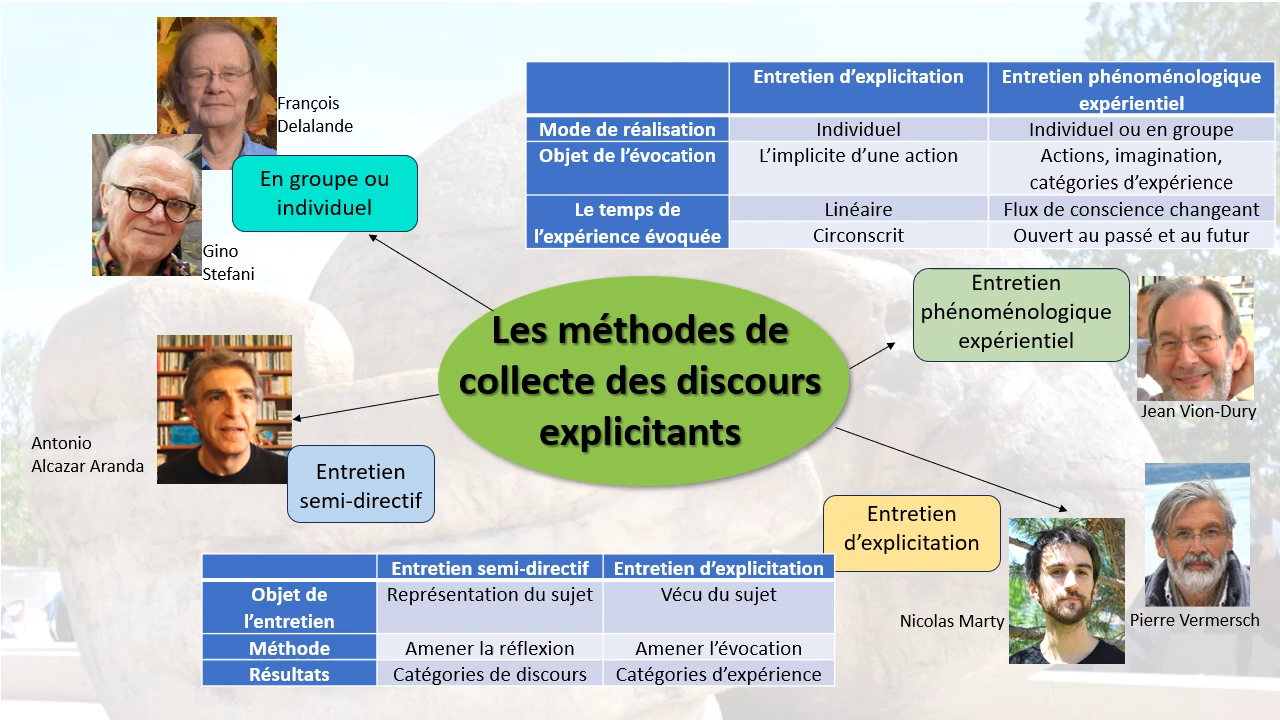 François
Delalande
En groupe ou
individuel
Gino
Stefani
Entretien d’explicitation
Entretien phénoménologique
expérientiel
Mode de réalisation
Individuel
Individuel ou en groupe
Objet de l’évocation
L’implicite d’une action
Actions, imagination,
catégories d’expérience
Le temps de
l’expérience évoquée
Linéaire
Flux de conscience changeant
Circonscrit
Ouvert au passé et au futur
Les méthodes de
collecte des discours
explicitants
Entretien
phénoménologique
expérientiel
Jean Vion-Dury
Antonio
Alcazar Aranda
Entretien
semi-directif
Entretien
d’explicitation
Nicolas Marty
Pierre Vermersch
Entretien semi-directif
Entretien d’explicitation
Objet de
l’entretien
Représentation du sujet
Vécu du sujet
Méthode
Amener la réflexion
Amener l’évocation
Résultats
Catégories de discours
Catégories d’expérience